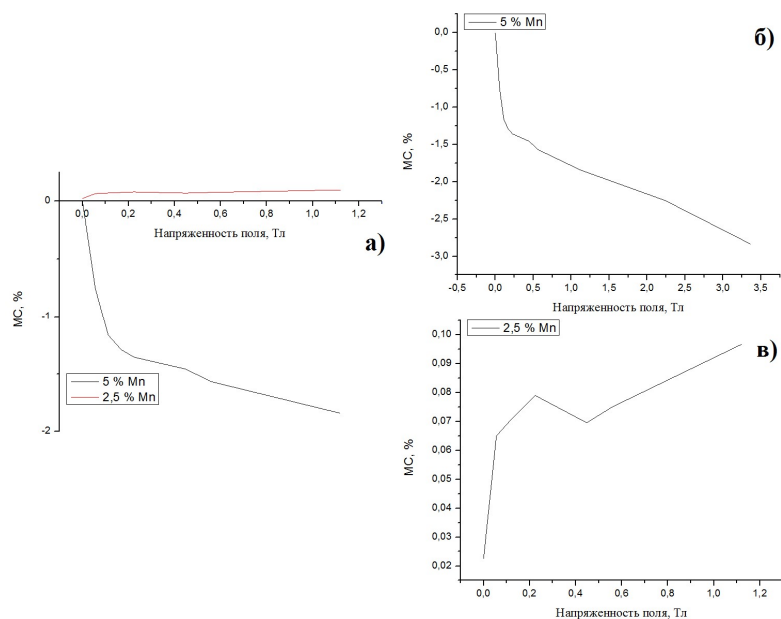 0
-1
-2
0,0 0,2 0,4 0,6 0,8 1,0 1,2
Напряженность поля, Тл
МС, %
5 % Mn
2,5 % Mn
а)
5 % Mn
б)
0,0
-0,5
-1,0
-1,5
-2,0
-2,5
-3,0
МС, %
-0,5 0,0 0,5 1,0 1,5 2,0 2,5 3,0 3,5
Напряженность поля, Тл
2,5 % Mn
в)
0,10
0,09
0,08
0,07
0,06
0,05
0,04
0,03
0,02
МС, %
0,0 0,2 0,4 0,6 0,8 1,0 1,2
Напряженность поля, Тл